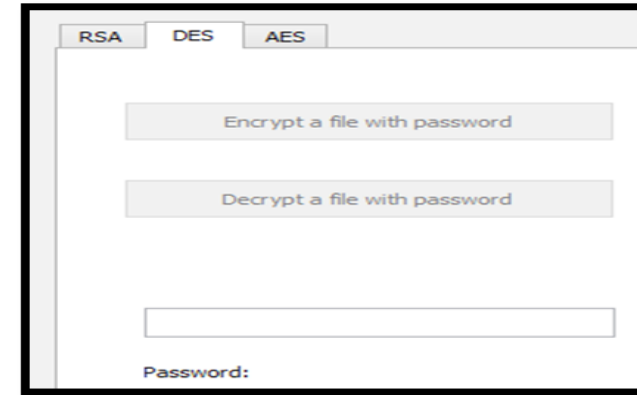 RSA DES AES
Encrypt a file with password
Decrypt a file with password
Password: